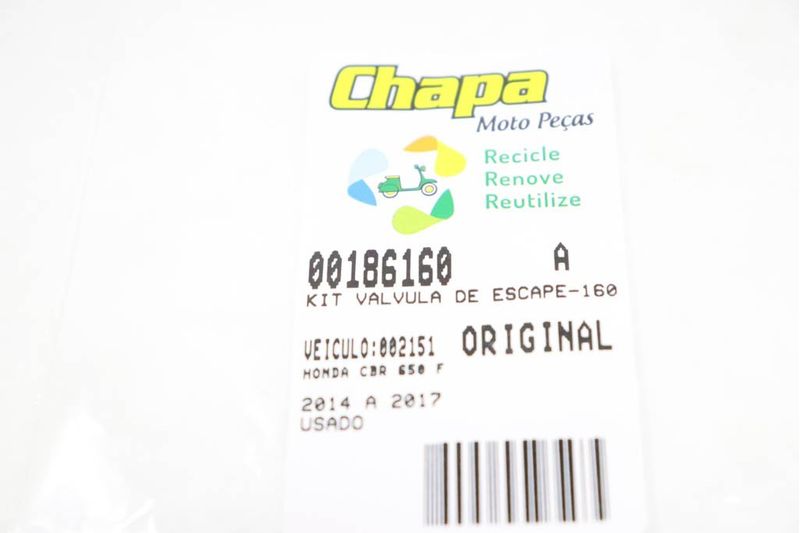 Chapa
Moto Peças
Recicle
Renove
Reutilize
00186160 A
KIT VALVULA DE ESCAPE-160
VEICULO:002151 ORIGINAL
HONDA CBR 650 F
2014 A 2017
USADO